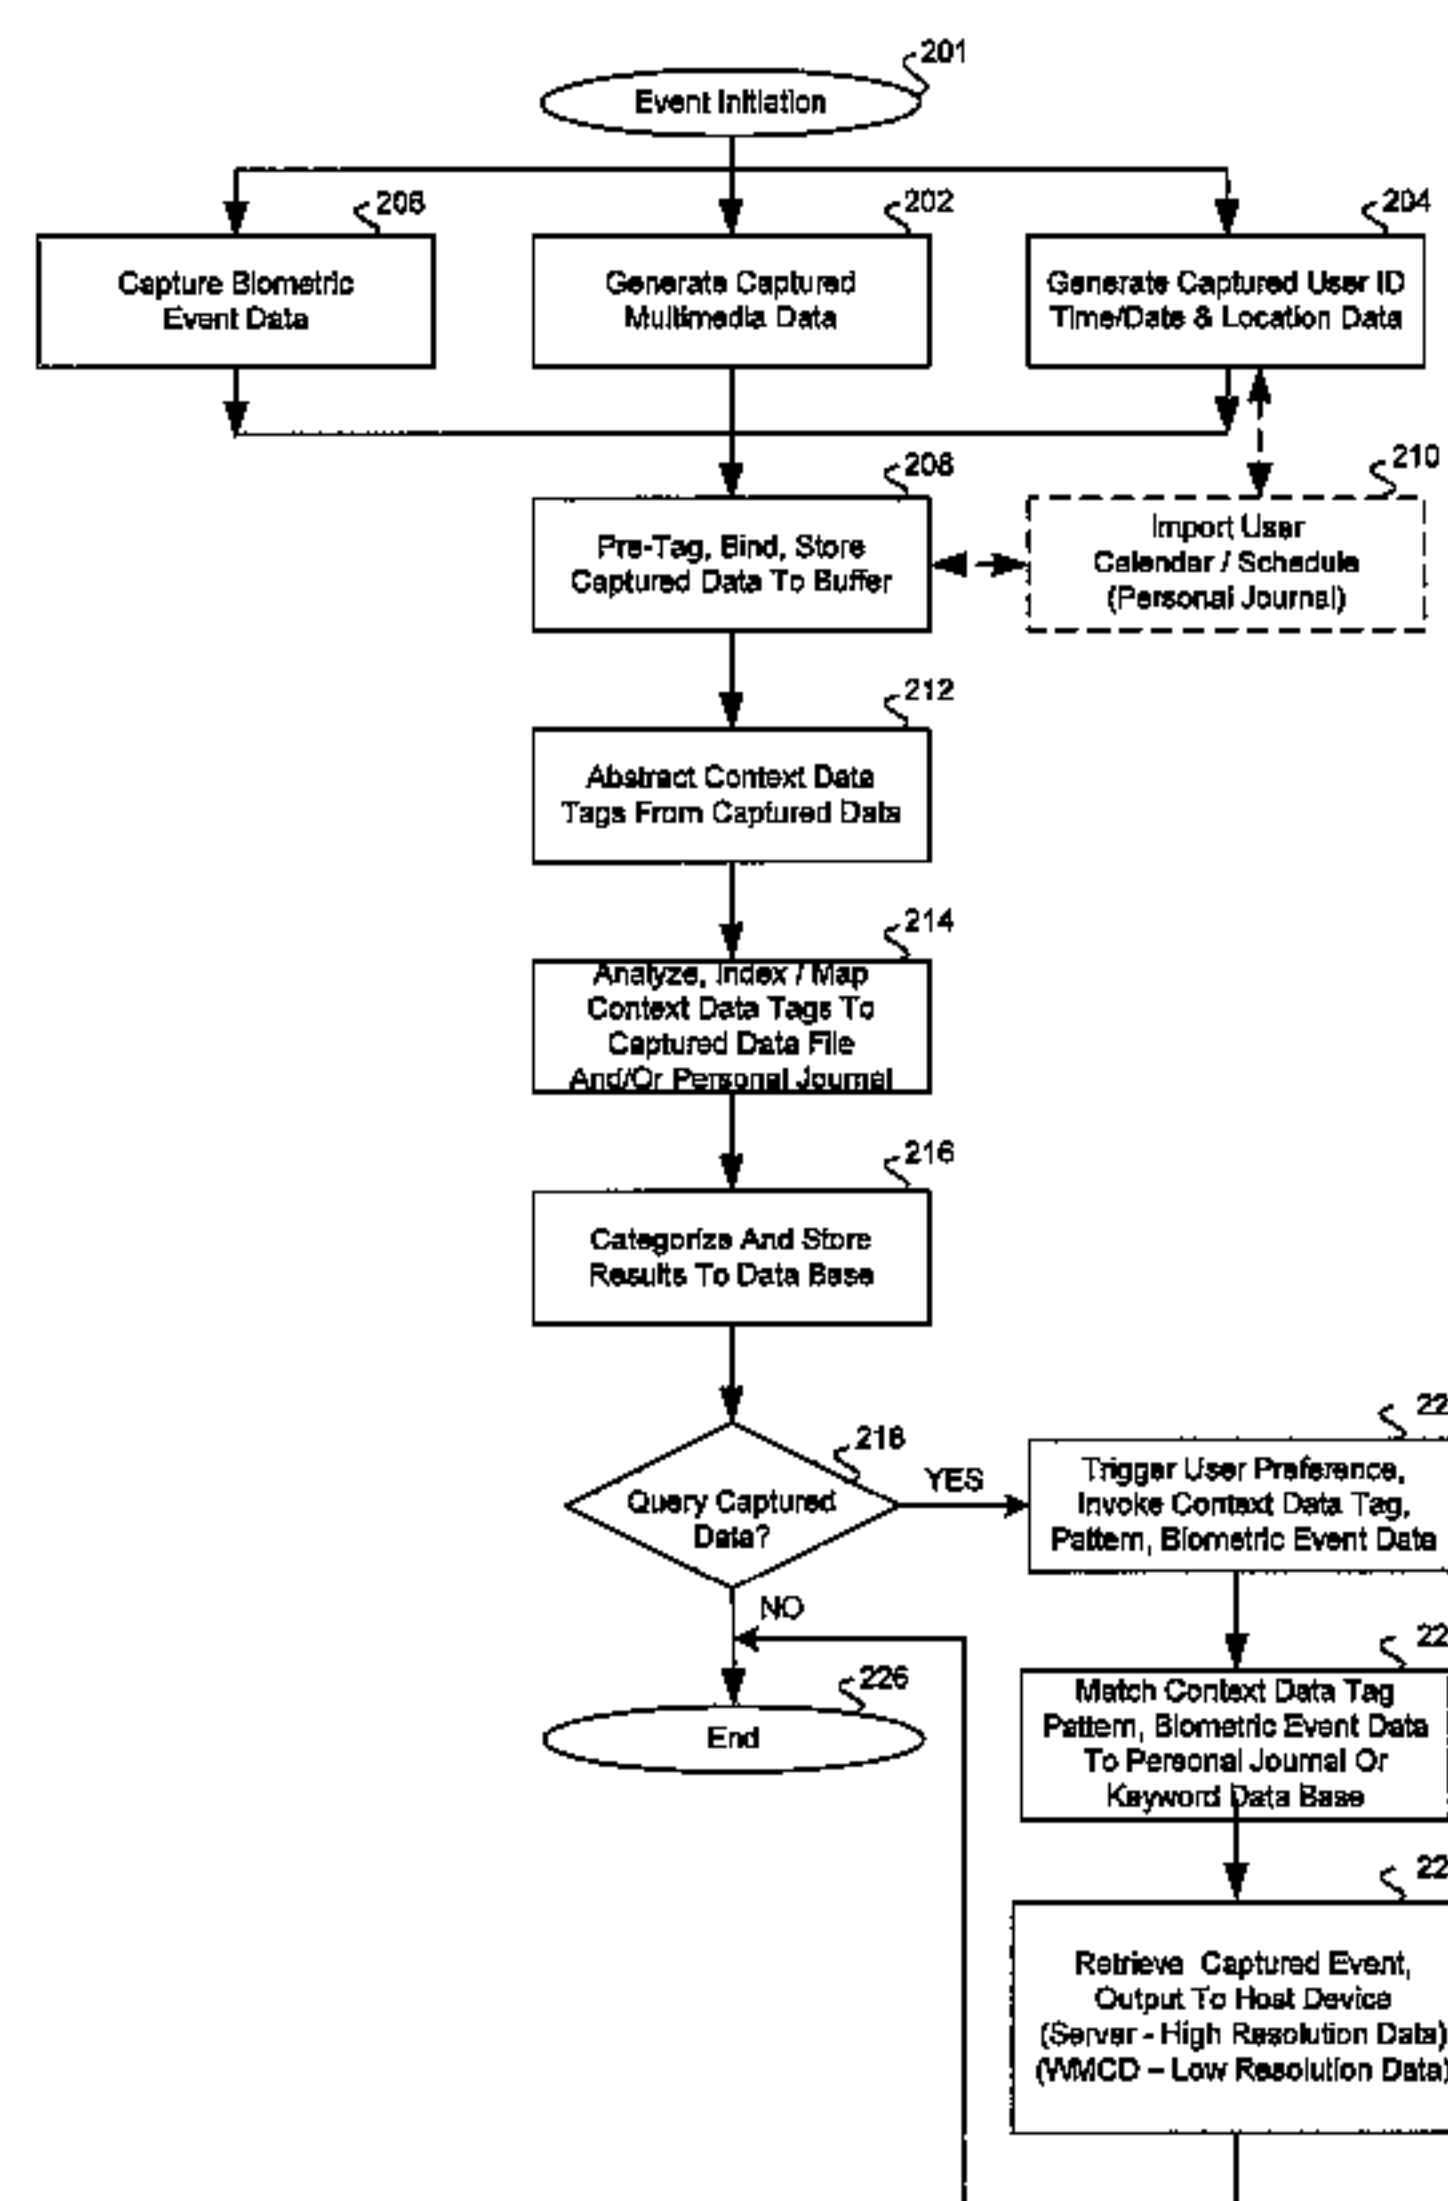 201
Event Initiation
206
202
204
Capture Biometric
Event Data
Generate Captured
Multimedia Data
Generate Captured User ID
Time/Date & Location Data
208
210
Pre-Tag, Bind, Store
Captured Data To Buffer
Import User
Calendar / Schedule
(Personal Journal)
212
Abstract Context Data
Tags From Captured Data
214
Analyze, Index / Map
Context Data Tags To
Captured Data File
And/Or Personal Journal
216
Categorize And Store
Results To Data Base
218
Query Captured
Data?
YES
22
Trigger User Preference,
Invoke Context Data Tag,
Pattern, Biometric Event Data
NO
22
Match Context Data Tag
Pattern, Biometric Event Data
To Personal Journal Or
Keyword Data Base
226
End
22
Retrieve Captured Event,
Output To Host Device
(Server - High Resolution Data)
(WMCD – Low Resolution Data)